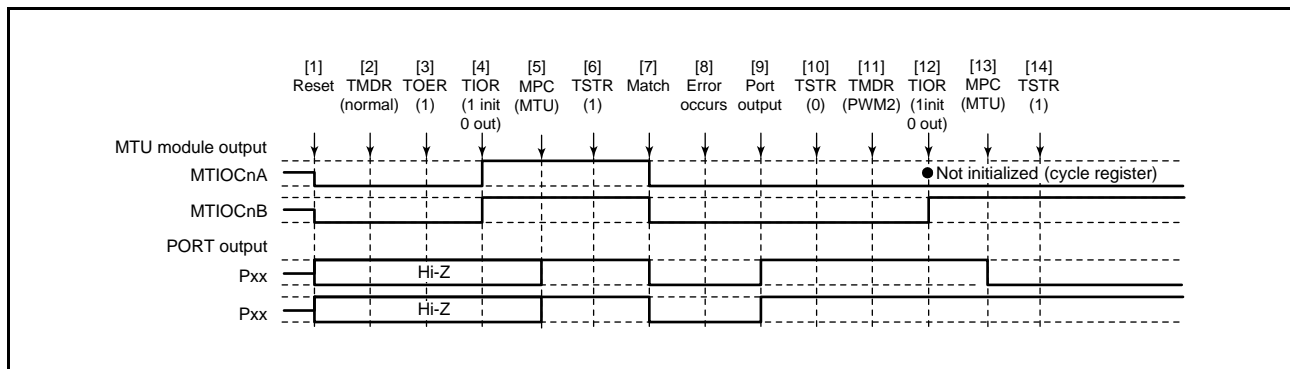 [1] [2] [3] [4] [5] [6] [7] [8] [9] [10] [11] [12] [13] [14]
Reset TMDR TOER TIOR MPC TSTR Match Error Port TSTR TMDR TIOR MPC TSTR
(normal) (1) (1 init (MTU) (1) occurs output (0) (PWM2) (1init (MTU) (1)
0 out) 0 out)
MTU module output
MTIOCnA Not initialized (cycle register)
MTIOCnB
PORT output
Pxx Hi-Z
Pxx Hi-Z